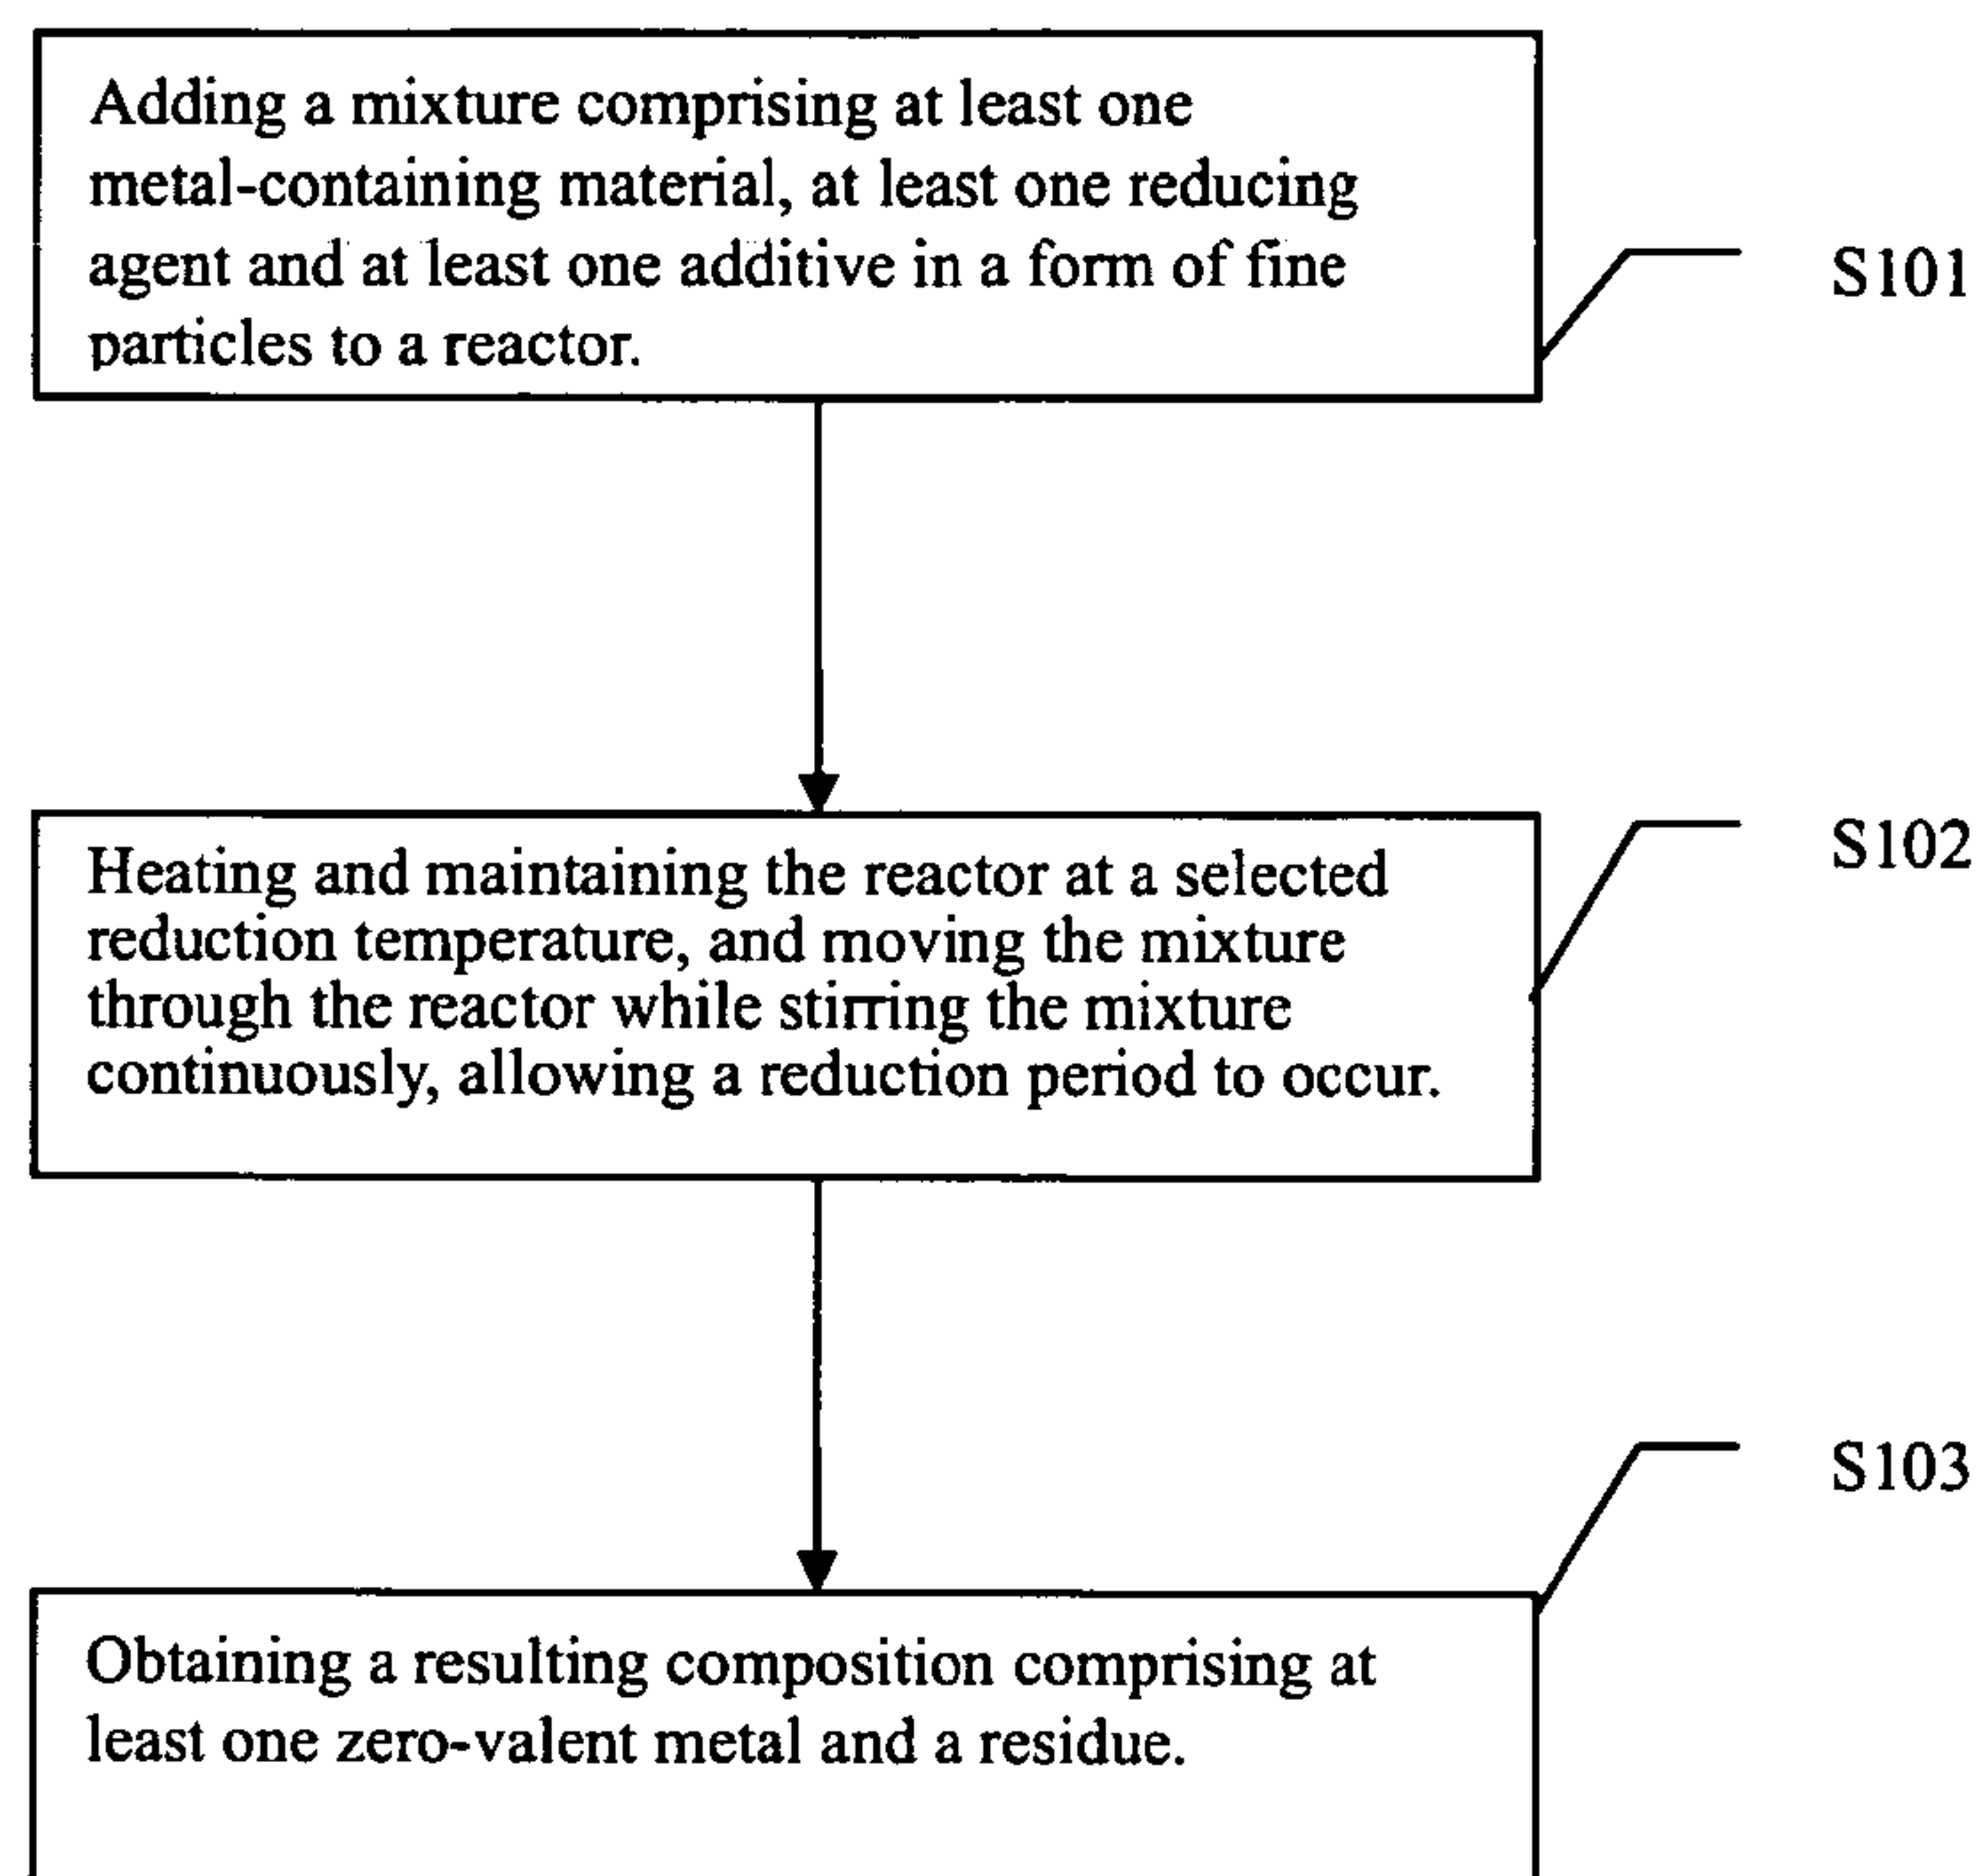 Adding a mixture comprising at least one
metal-containing material, at least one reducing
agent and at least one additive in a form of fine
particles to a reactor.
S101
Heating and maintaining the reactor at a selected
reduction temperature, and moving the mixture
through the reactor while stirring the mixture
continuously, allowing a reduction period to occur.
S102
Obtaining a resulting composition comprising at
least one zero-valent metal and a residue.
S103